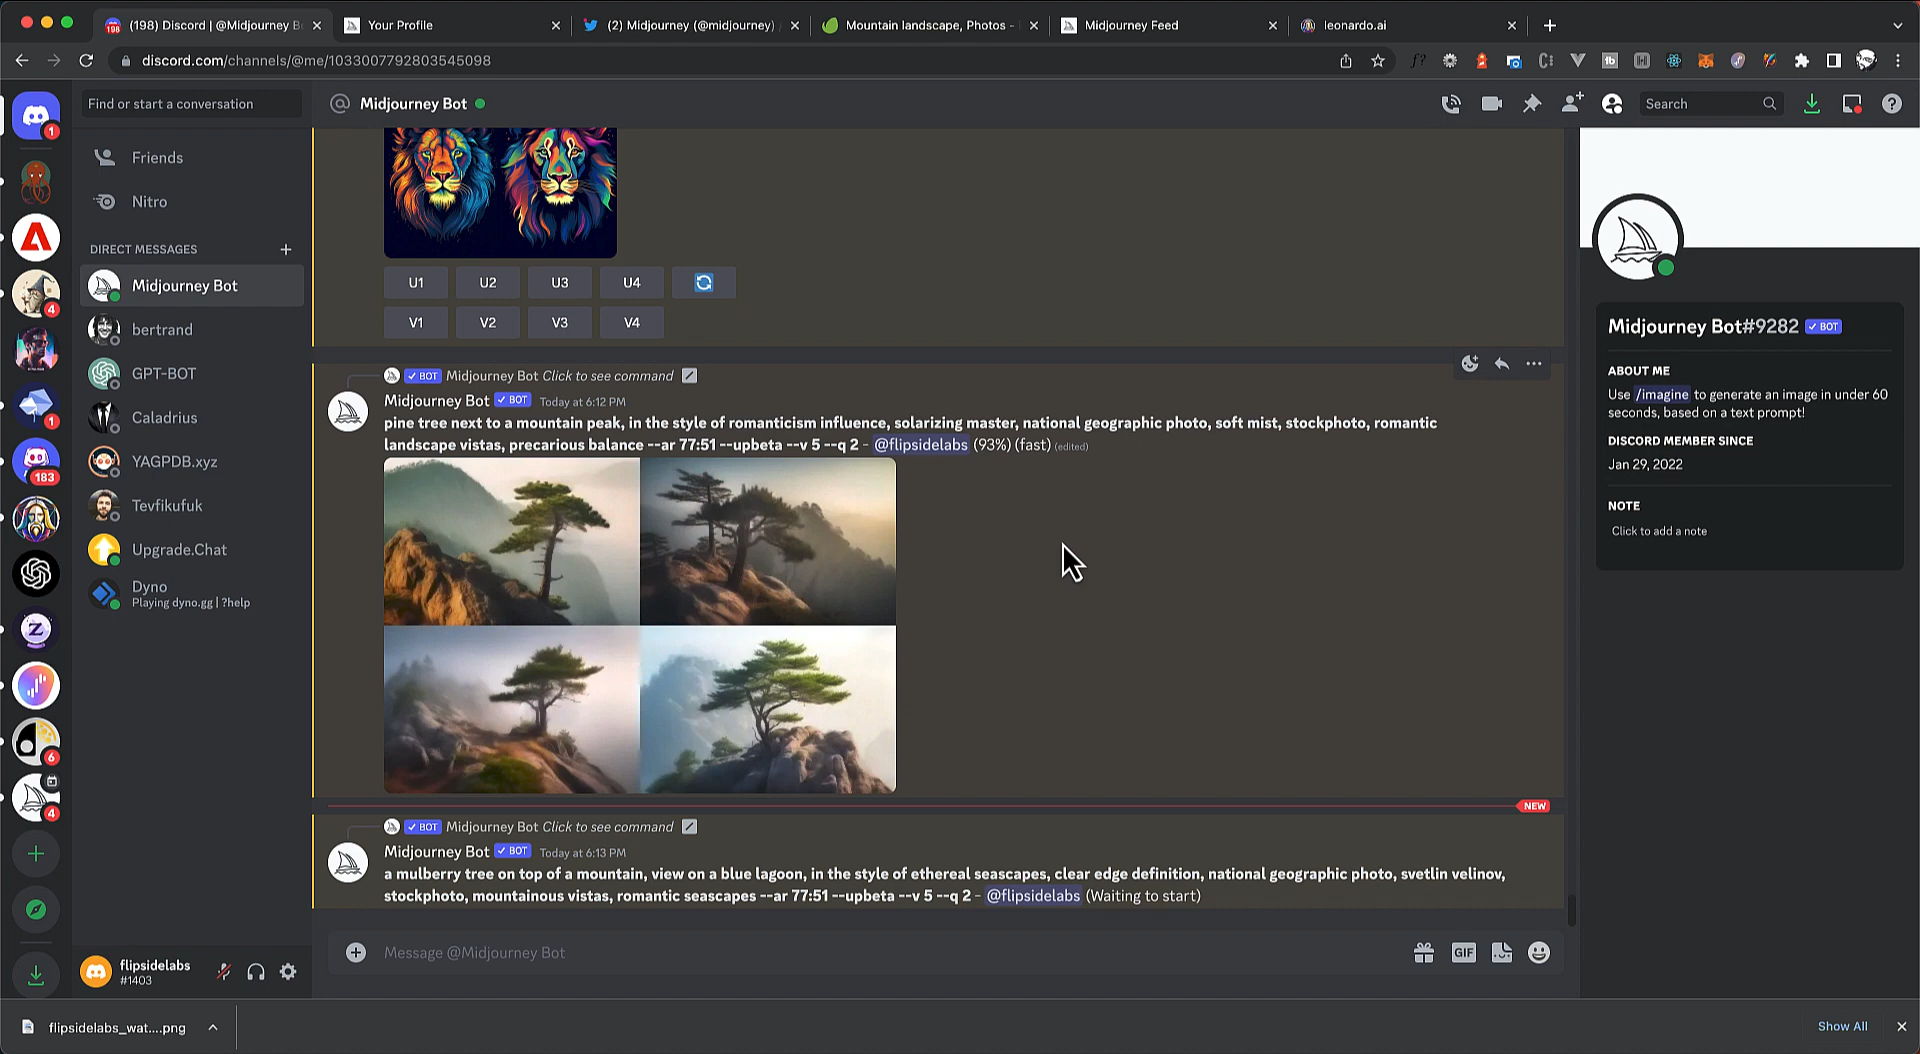 198
(198) Discord | @Midjourney B
Your Profile
(2) Midjourney (@midjourney)
Mountain landscape, Photos -
Midjourney Feed
leonardo.ai
discord.com/channels/@me/1033007792803545098
Find or start a conversation
Midjourney Bot
Search
1
Friends
Nitro
DIRECT MESSAGES
Midjourney Bot
4
bertrand
GPT-BOT
1
Caladrius
YAGPDB.xyz
183
Tevfikufuk
Upgrade.Chat
Dyno
Playing dyno.gg | ?help
6
4
flipsidelabs
#1403
U1 U2 U3 U4
V1 V2 V3 V4
BOT Midjourney Bot Click to see command
Midjourney Bot BOT Today at 6:12 PM
pine tree next to a mountain peak, in the style of romanticism influence, solarizing master, national geographic photo, soft mist, stockphoto, romantic
landscape vistas, precarious balance --ar 77:51 --upbeta --v 5 --q 2 - @flipsidelabs (93%) (fast) (edited)
NEW
BOT Midjourney Bot Click to see command
Midjourney Bot BOT Today at 6:13 PM
a mulberry tree on top of a mountain, view on a blue lagoon, in the style of ethereal seascapes, clear edge definition, national geographic photo, svetlin velinov,
stockphoto, mountainous vistas, romantic seascapes --ar 77:51 --upbeta --v 5 --q 2 - @flipsidelabs (Waiting to start)
Message @Midjourney Bot
GIF
Midjourney Bot#9282 BOT
ABOUT ME
Use /imagine to generate an image in under 60
seconds, based on a text prompt!
DISCORD MEMBER SINCE
Jan 29, 2022
NOTE
Click to add a note
flipsidelabs_wat....png
Show All